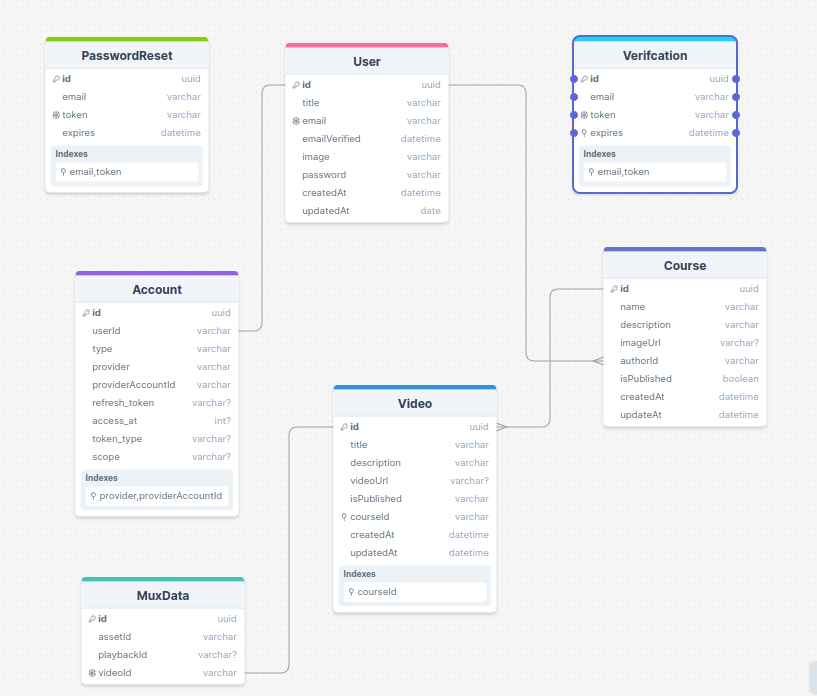 PasswordReset
id uuid
email varchar
token varchar
expires datetime
Indexes
email,token
User
id uuid
title varchar
email varchar
emailVerified datetime
image varchar
password varchar
createdAt datetime
updatedAt date
Verifcation
id uuid
email varchar
token varchar
expires datetime
Indexes
email,token
Account
id uuid
userId varchar
type varchar
provider varchar
providerAccountId varchar
refresh_token varchar?
access_at int?
token_type varchar?
scope varchar?
Indexes
provider,providerAccountId
Course
id uuid
name varchar
description varchar
imageUrl varchar?
authorId varchar
isPublished boolean
createdAt datetime
updateAt datetime
Video
id uuid
title varchar
description varchar
videoUrl varchar?
isPublished varchar
courseId varchar
createdAt datetime
updatedAt datetime
Indexes
courseId
MuxData
id uuid
assetId varchar
playbackId varchar?
videoId varchar